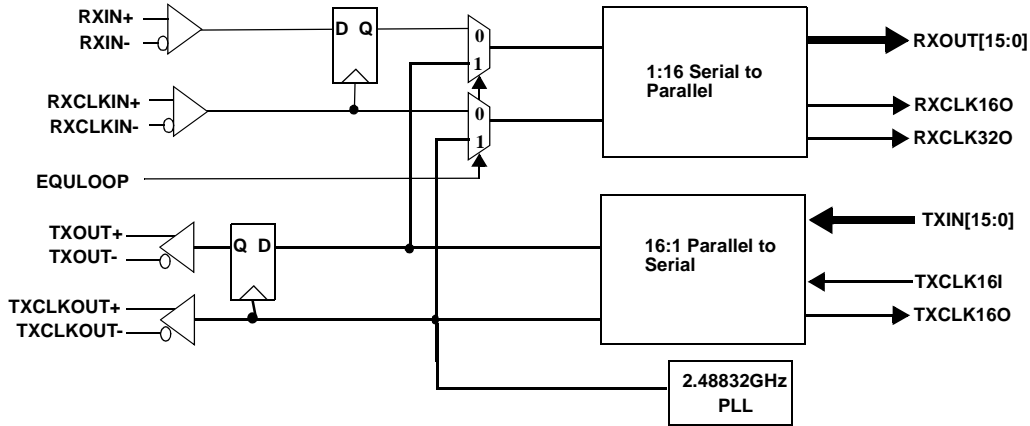 RXIN+
RXIN-
D Q
0
1
1:16 Serial to
Parallel
RXOUT[15:0]
RXCLKIN+
RXCLKIN-
0
1
RXCLK16O
RXCLK32O
EQULOOP
TXOUT+
TXOUT-
Q D
16:1 Parallel to
Serial
TXIN[15:0]
TXCLK16I
TXCLKOUT+
TXCLKOUT-
TXCLK16O
2.48832GHz
PLL